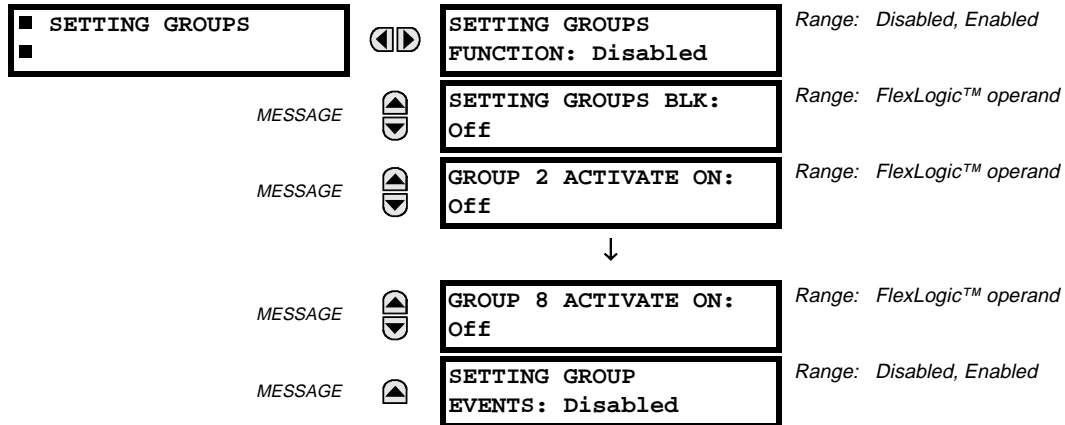 ■ SETTING GROUPS
■
SETTING GROUPS
FUNCTION: Disabled
Range: Disabled, Enabled
MESSAGE
SETTING GROUPS BLK:
Off
Range: FlexLogic™ operand
MESSAGE
GROUP 2 ACTIVATE ON:
Off
Range: FlexLogic™ operand
↓
MESSAGE
GROUP 8 ACTIVATE ON:
Off
Range: FlexLogic™ operand
MESSAGE
SETTING GROUP
EVENTS: Disabled
Range: Disabled, Enabled